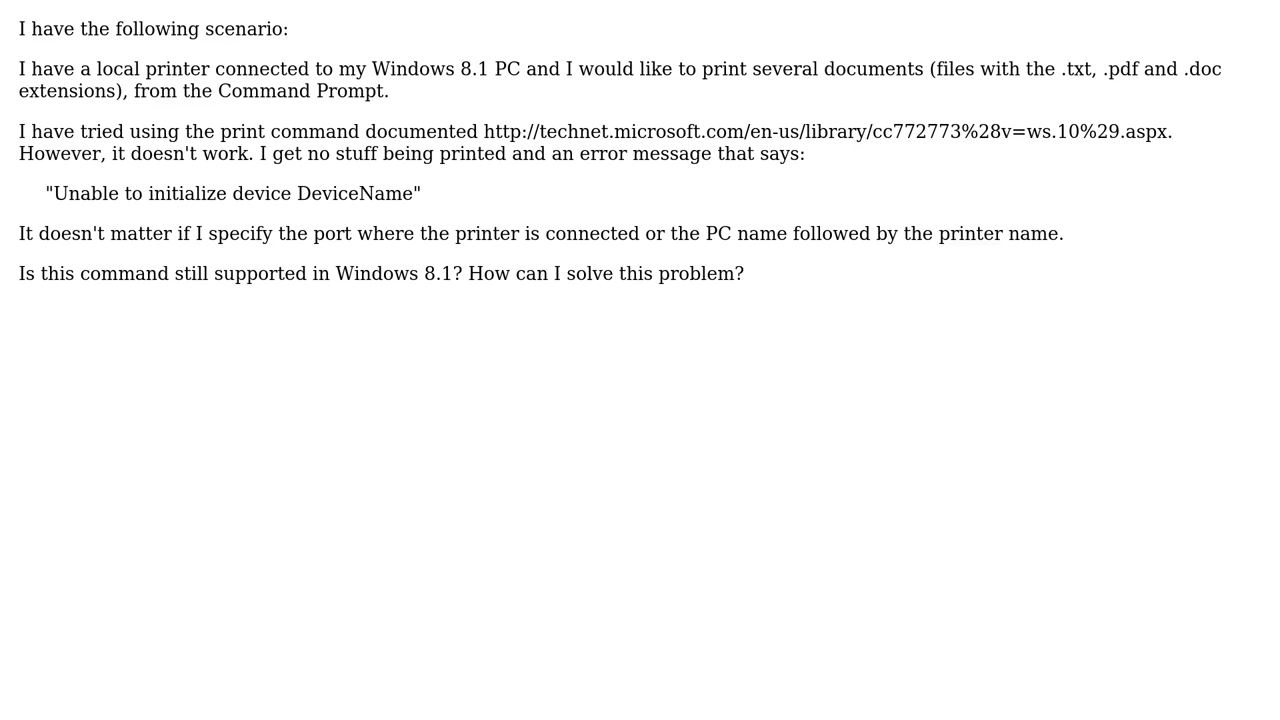 I have the following scenario:
I have a local printer connected to my Windows 8.1 PC and I would like to print several documents (files with the .txt, .pdf and .doc
extensions), from the Command Prompt.
I have tried using the print command documented http://technet.microsoft.com/en-us/library/cc772773%28v=ws.10%29.aspx.
However, it doesn't work. I get no stuff being printed and an error message that says:
"Unable to initialize device DeviceName"
It doesn't matter if I specify the port where the printer is connected or the PC name followed by the printer name.
Is this command still supported in Windows 8.1? How can I solve this problem?